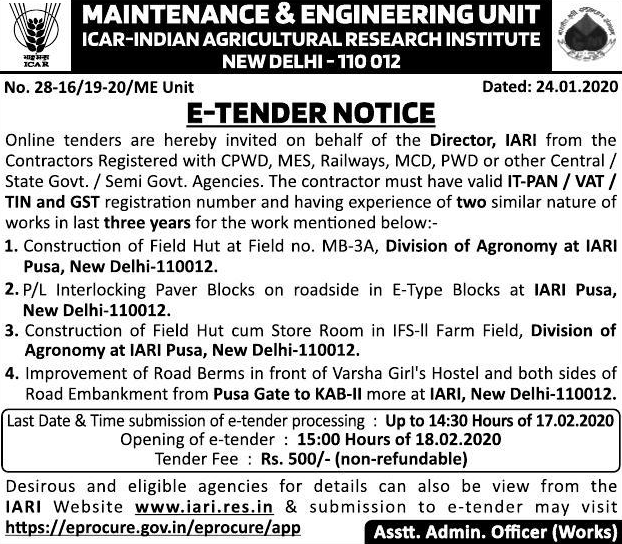 MAINTENANCE & ENGINEERING UNIT
ICAR-INDIAN AGRICULTURAL RESEARCH INSTITUTE
NEW DELHI - 110 012
ICAR
No. 28-16/19-20/ME Unit Dated: 24.01.2020
E-TENDER NOTICE
Online tenders are hereby invited on behalf of the Director, IARI from the
Contractors Registered with CPWD, MES, Railways, MCD, PWD or other Central /
State Govt. / Semi Govt. Agencies. The contractor must have valid IT-PAN / VAT /
TIN and GST registration number and having experience of two similar nature of
works in last three years for the work mentioned below:-
1. Construction of Field Hut at Field no. MB-3A, Division of Agronomy at IARI
Pusa, New Delhi-110012.
2. P/L Interlocking Paver Blocks on roadside in E-Type Blocks at IARI Pusa,
New Delhi-110012.
3. Construction of Field Hut cum Store Room in IFS-ll Farm Field, Division of
Agronomy at IARI Pusa, New Delhi-110012.
4. Improvement of Road Berms in front of Varsha Girl's Hostel and both sides of
Road Embankment from Pusa Gate to KAB-II more at IARI, New Delhi-110012.
Last Date & Time submission of e-tender processing : Up to 14:30 Hours of 17.02.2020
Opening of e-tender : 15:00 Hours of 18.02.2020
Tender Fee : Rs. 500/- (non-refundable)
Desirous and eligible agencies for details can also be view from the
IARI Website www.iari.res.in & submission to e-tender may visit
https://eprocure.gov.in/eprocure/app
Asstt. Admin. Officer (Works)